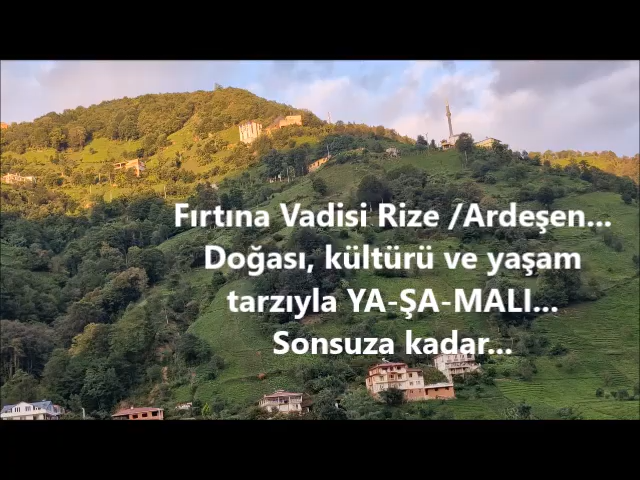 Fırtına Vadisi Rize /Ardeşen...
Doğası, kültürü ve yaşam
tarzıyla YA-ŞA-MALI...
Sonsuza kadar...